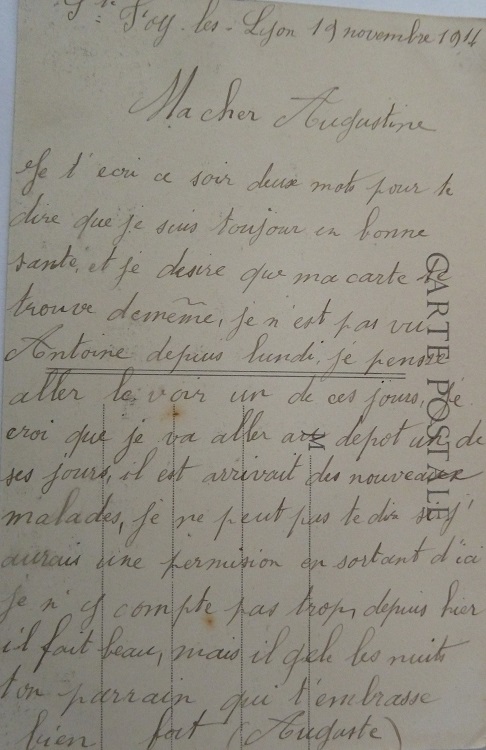 Ste Foy-les-Lyon 19 novembre 1914
Ma cher Augustine
Je t'ecri ce soir deux mots pour te
dire que je suis toujour en bonne
santé, et je desire que ma carte te
trouve demême, je n'est pas vu
Antoine depuis lundi, je pense
aller le voir un de ces jours, je
croi que je va aller au depot un de
ses jours, il est arrivait des nouveaux
malades, je ne peut pas te dir si j'
aurais une permision en sortant d'ici
je n'y compte pas trop, depuis hier
il fait beau, mais il gele les nuits
ton parrain qui t'embrasse
bien fort (Auguste)
CARTE POSTALE
M